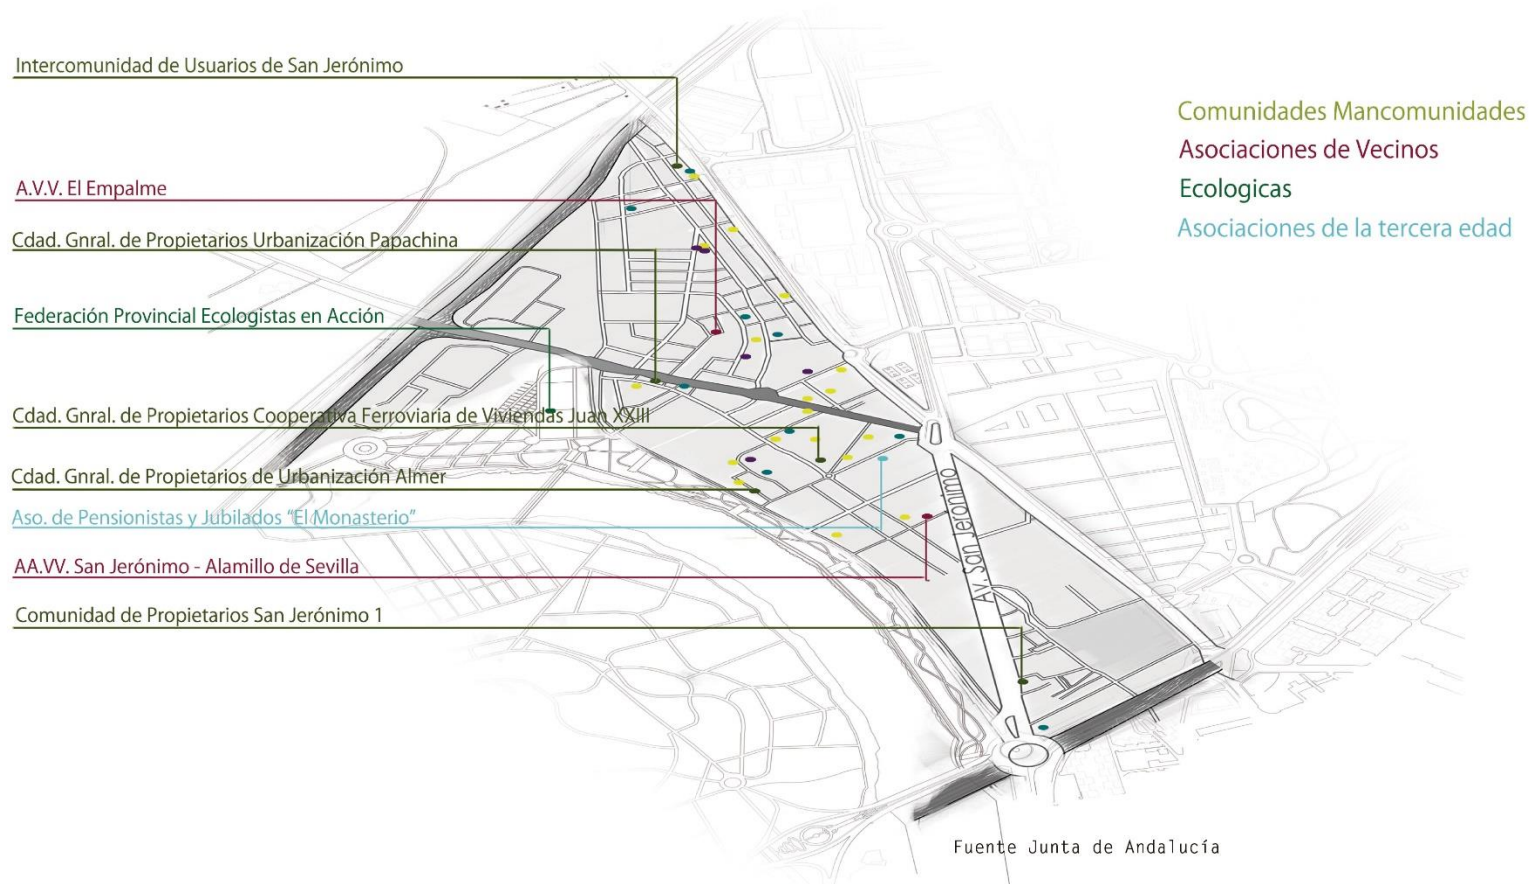 Intercomunidad de Usuarios de San Jerónimo
A.V.V. El Empalme
Cdad. Gnral. de Propietarios Urbanización Papachina
Federación Provincial Ecologistas en Acción
Cdad. Gnral. de Propietarios Cooperativa Ferroviaria de Viviendas Juan XXIII
Cdad. Gnral. de Propietarios de Urbanización Almer
Aso. de Pensionistas y Jubilados "El Monasterio"
AA.VV. San Jerónimo - Alamillo de Sevilla
Comunidad de Propietarios San Jerónimo 1
Comunidades Mancomunidades
Asociaciones de Vecinos
Ecologicas
Asociaciones de la tercera edad
Av. San Jeronimo
Fuente Junta de Andalucía